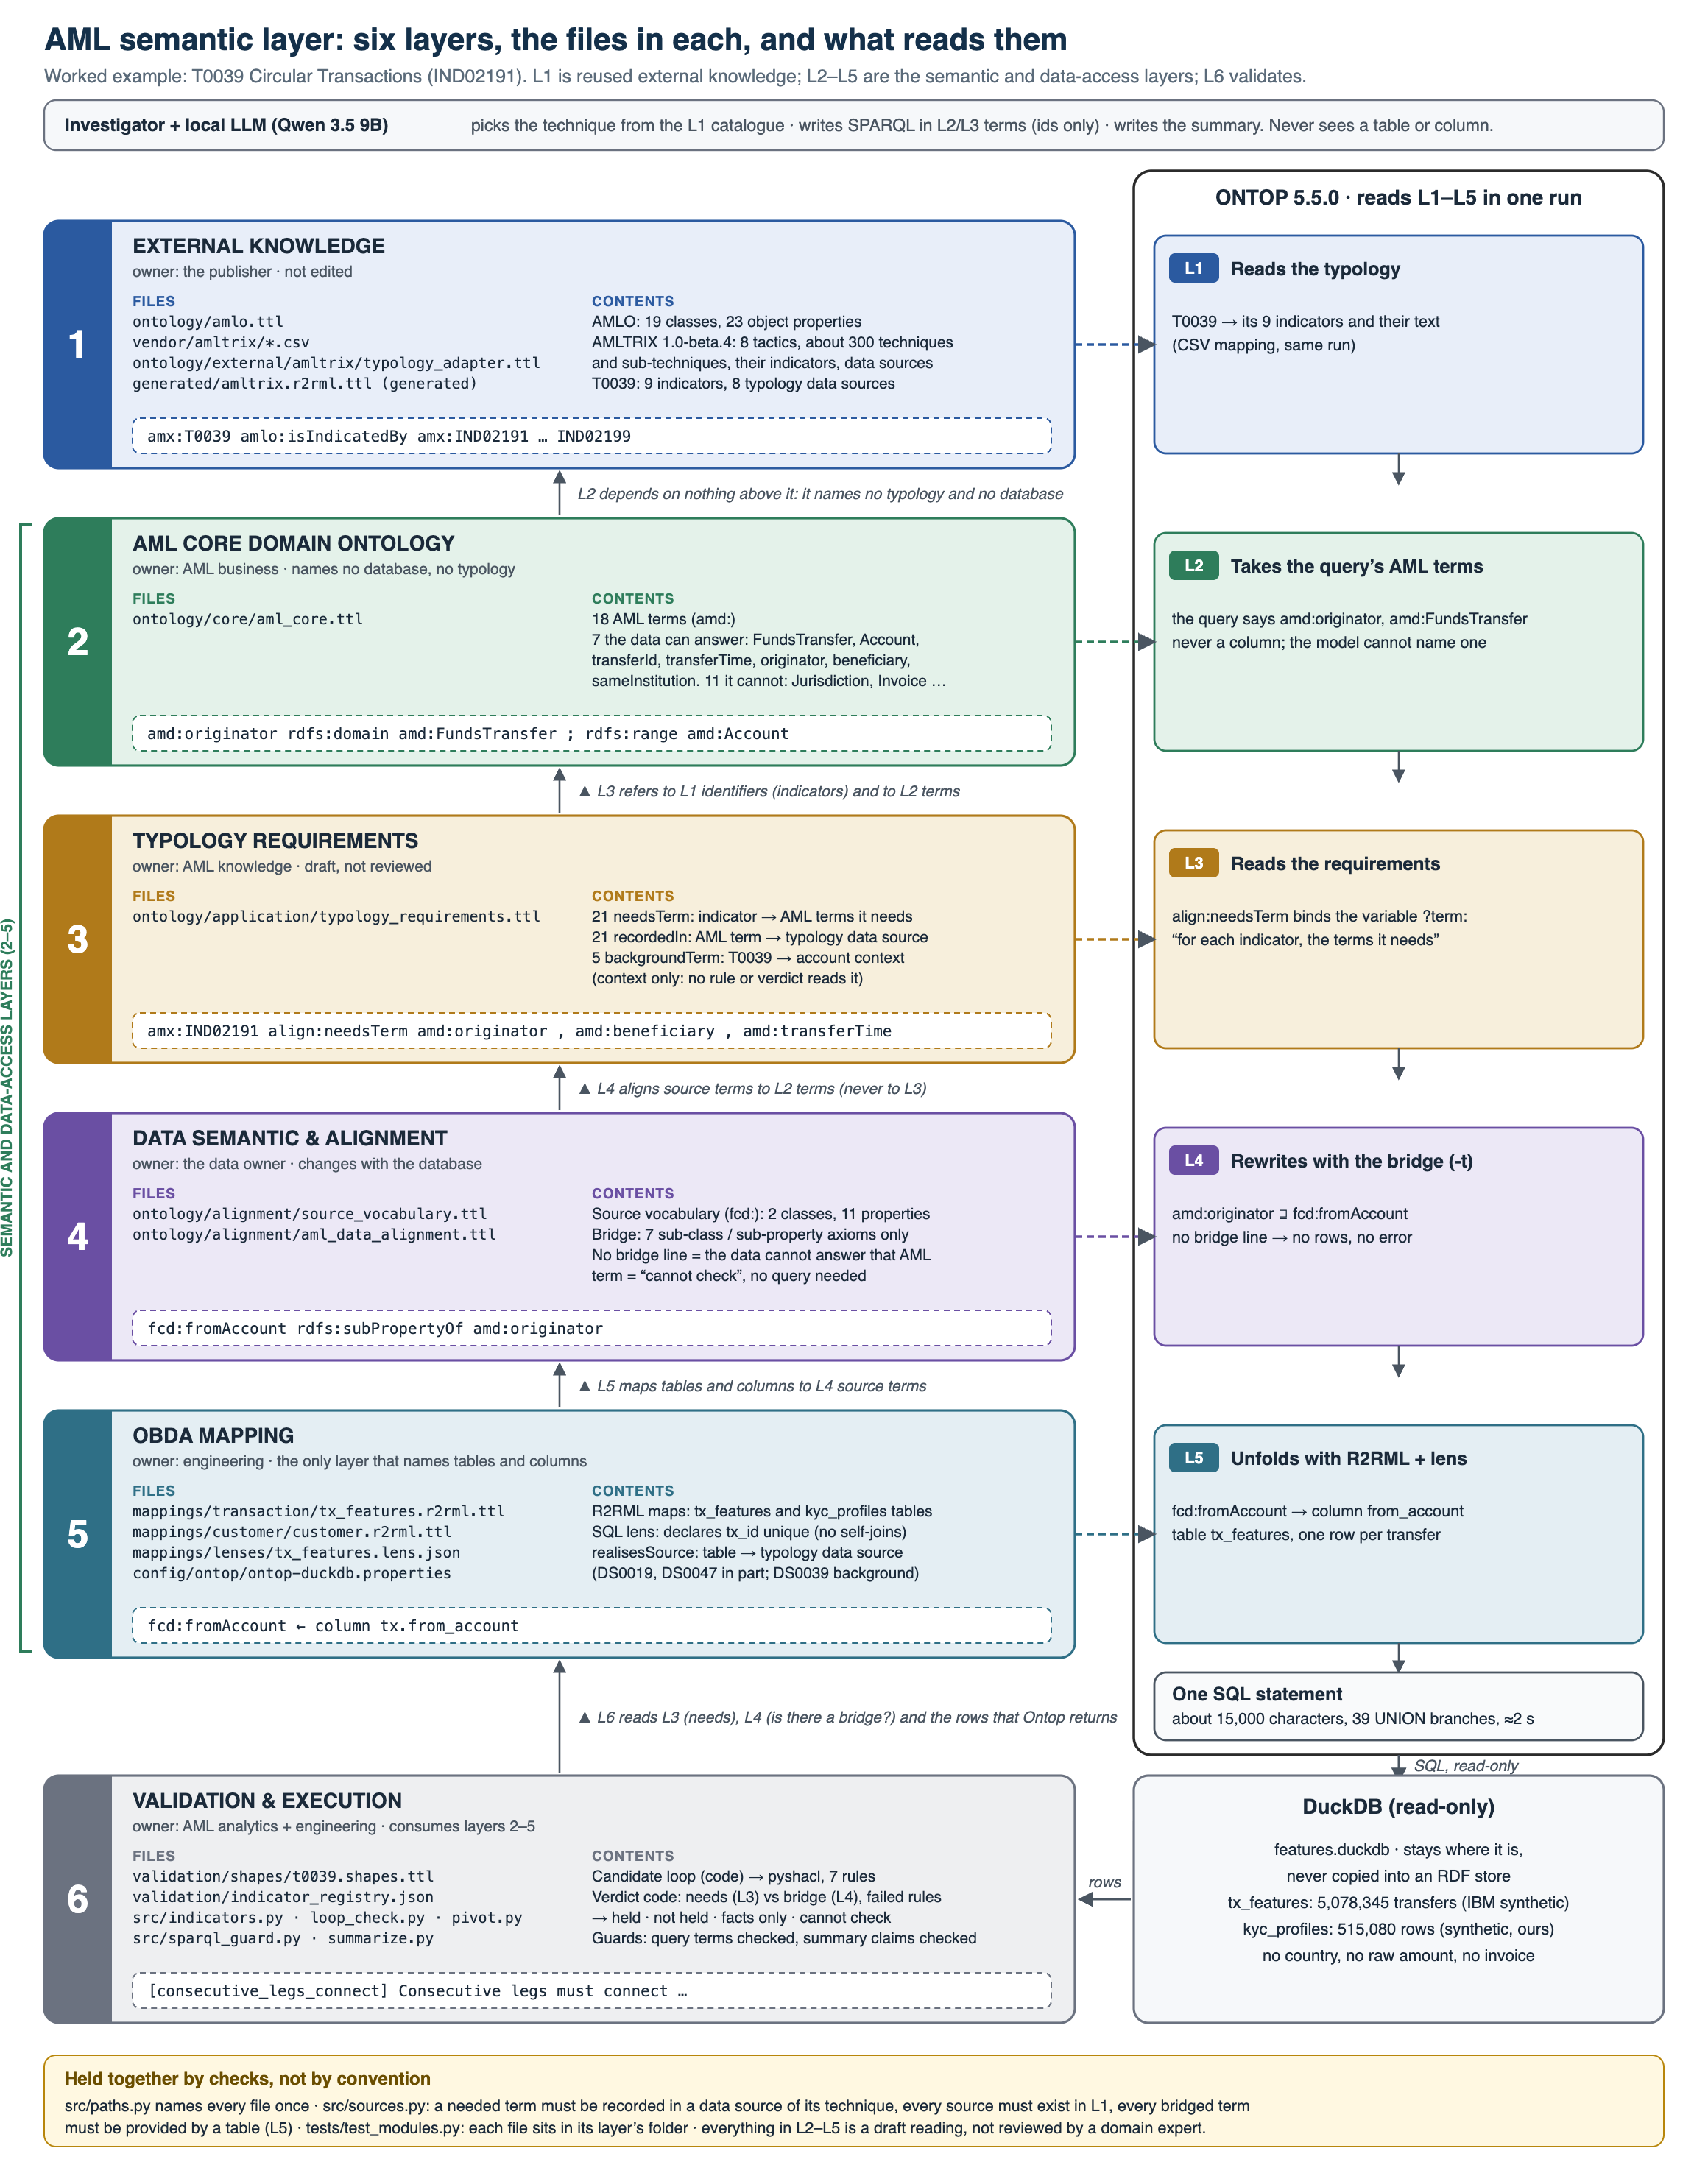 AML semantic layer: six layers, the files in each, and what reads them
Worked example: T0039 Circular Transactions (IND02191). L1 is reused external knowledge; L2–L5 are the semantic and data-access layers; L6 validates.
Investigator + local LLM (Qwen 3.5 9B)
picks the technique from the L1 catalogue · writes SPARQL in L2/L3 terms (ids only) · writes the summary. Never sees a table or column.
ONTOP 5.5.0 · reads L1–L5 in one run
1
EXTERNAL KNOWLEDGE
owner: the publisher · not edited
FILES
ontology/amlo.ttl
vendor/amltrix/*.csv
ontology/external/amltrix/typology_adapter.ttl
generated/amltrix.r2rml.ttl (generated)
CONTENTS
AMLO: 19 classes, 23 object properties
AMLTRIX 1.0-beta.4: 8 tactics, about 300 techniques
and sub-techniques, their indicators, data sources
T0039: 9 indicators, 8 typology data sources
amx:T0039 amlo:isIndicatedBy amx:IND02191 … IND02199
L1
Reads the typology
T0039 → its 9 indicators and their text
(CSV mapping, same run)
L2 depends on nothing above it: it names no typology and no database
SEMANTIC AND DATA-ACCESS LAYERS (2–5)
2
AML CORE DOMAIN ONTOLOGY
owner: AML business · names no database, no typology
FILES
ontology/core/aml_core.ttl
CONTENTS
18 AML terms (amd:)
7 the data can answer: FundsTransfer, Account,
transferId, transferTime, originator, beneficiary,
sameInstitution. 11 it cannot: Jurisdiction, Invoice …
amd:originator rdfs:domain amd:FundsTransfer ; rdfs:range amd:Account
L2
Takes the query’s AML terms
the query says amd:originator, amd:FundsTransfer
never a column; the model cannot name one
▲ L3 refers to L1 identifiers (indicators) and to L2 terms
3
TYPOLOGY REQUIREMENTS
owner: AML knowledge · draft, not reviewed
FILES
ontology/application/typology_requirements.ttl
CONTENTS
21 needsTerm: indicator → AML terms it needs
21 recordedIn: AML term → typology data source
5 backgroundTerm: T0039 → account context
(context only: no rule or verdict reads it)
amx:IND02191 align:needsTerm amd:originator , amd:beneficiary , amd:transferTime
L3
Reads the requirements
align:needsTerm binds the variable ?term:
“for each indicator, the terms it needs”
▲ L4 aligns source terms to L2 terms (never to L3)
4
DATA SEMANTIC & ALIGNMENT
owner: the data owner · changes with the database
FILES
ontology/alignment/source_vocabulary.ttl
ontology/alignment/aml_data_alignment.ttl
CONTENTS
Source vocabulary (fcd:): 2 classes, 11 properties
Bridge: 7 sub-class / sub-property axioms only
No bridge line = the data cannot answer that AML
term = “cannot check”, no query needed
fcd:fromAccount rdfs:subPropertyOf amd:originator
L4
Rewrites with the bridge (-t)
amd:originator ⊒ fcd:fromAccount
no bridge line → no rows, no error
▲ L5 maps tables and columns to L4 source terms
5
OBDA MAPPING
owner: engineering · the only layer that names tables and columns
FILES
mappings/transaction/tx_features.r2rml.ttl
mappings/customer/customer.r2rml.ttl
mappings/lenses/tx_features.lens.json
config/ontop/ontop-duckdb.properties
CONTENTS
R2RML maps: tx_features and kyc_profiles tables
SQL lens: declares tx_id unique (no self-joins)
realisesSource: table → typology data source
(DS0019, DS0047 in part; DS0039 background)
fcd:fromAccount ← column tx.from_account
L5
Unfolds with R2RML + lens
fcd:fromAccount → column from_account
table tx_features, one row per transfer
One SQL statement
about 15,000 characters, 39 UNION branches, ≈2 s
▲ L6 reads L3 (needs), L4 (is there a bridge?) and the rows that Ontop returns
SQL, read-only
6
VALIDATION & EXECUTION
owner: AML analytics + engineering · consumes layers 2–5
FILES
validation/shapes/t0039.shapes.ttl
validation/indicator_registry.json
src/indicators.py · loop_check.py · pivot.py
src/sparql_guard.py · summarize.py
CONTENTS
Candidate loop (code) → pyshacl, 7 rules
Verdict code: needs (L3) vs bridge (L4), failed rules
→ held · not held · facts only · cannot check
Guards: query terms checked, summary claims checked
[consecutive_legs_connect] Consecutive legs must connect …
rows
DuckDB (read-only)
features.duckdb · stays where it is,
never copied into an RDF store
tx_features: 5,078,345 transfers (IBM synthetic)
kyc_profiles: 515,080 rows (synthetic, ours)
no country, no raw amount, no invoice
Held together by checks, not by convention
src/paths.py names every file once · src/sources.py: a needed term must be recorded in a data source of its technique, every source must exist in L1, every bridged term
must be provided by a table (L5) · tests/test_modules.py: each file sits in its layer’s folder · everything in L2–L5 is a draft reading, not reviewed by a domain expert.